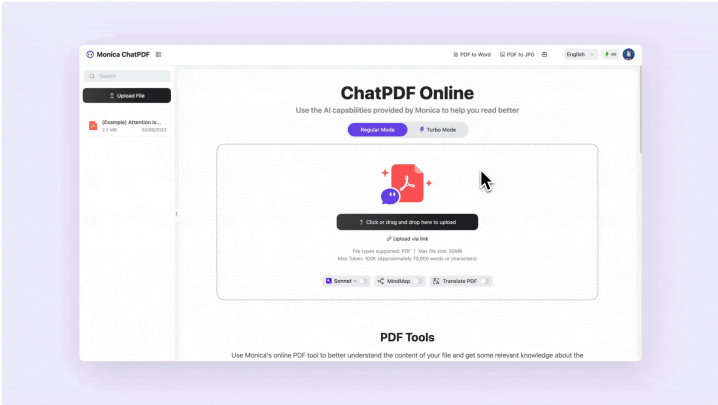 Monica ChatPDF
PDF to Word
PDF to JPG
English
Search
Upload File
(Example) Attention Is...
2.2 MB
30/06/2023
ChatPDF Online
Use the AI capabilities provided by Monica to help you read better
Regular Mode
Turbo Mode
Click or drag and drop here to upload
Upload via link
File types supported: PDF | Max file size: 50MB
Max Token: 100K (Approximately 70,000 words or characters)
Sonnet
MindMap
Translate PDF
PDF Tools
Use Monica's online PDF tool to better understand the content of your file and get some relevant knowledge about the